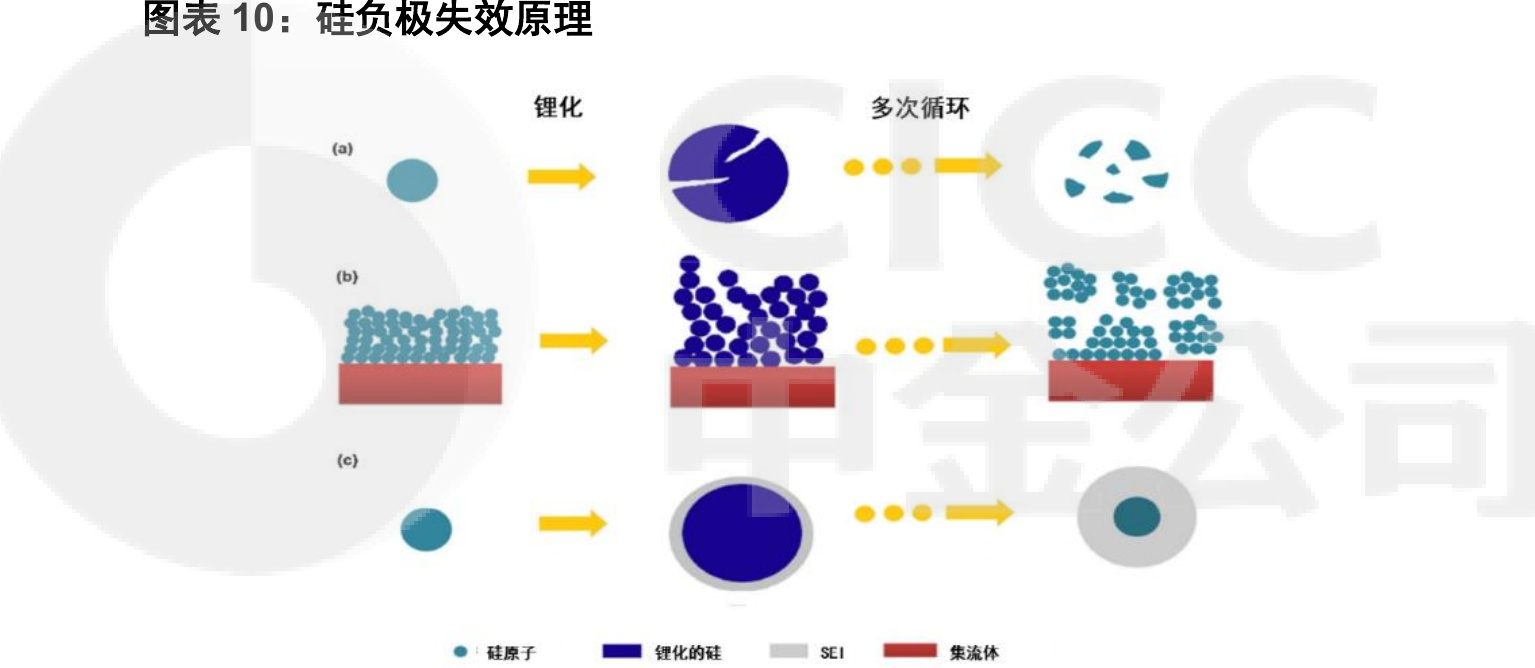 图表 10：硅负极失效原理
锂化
多次循环
(a)
(b)
(c)
硅原子
锂化的硅
SEI
集流体
CICC
中金公司